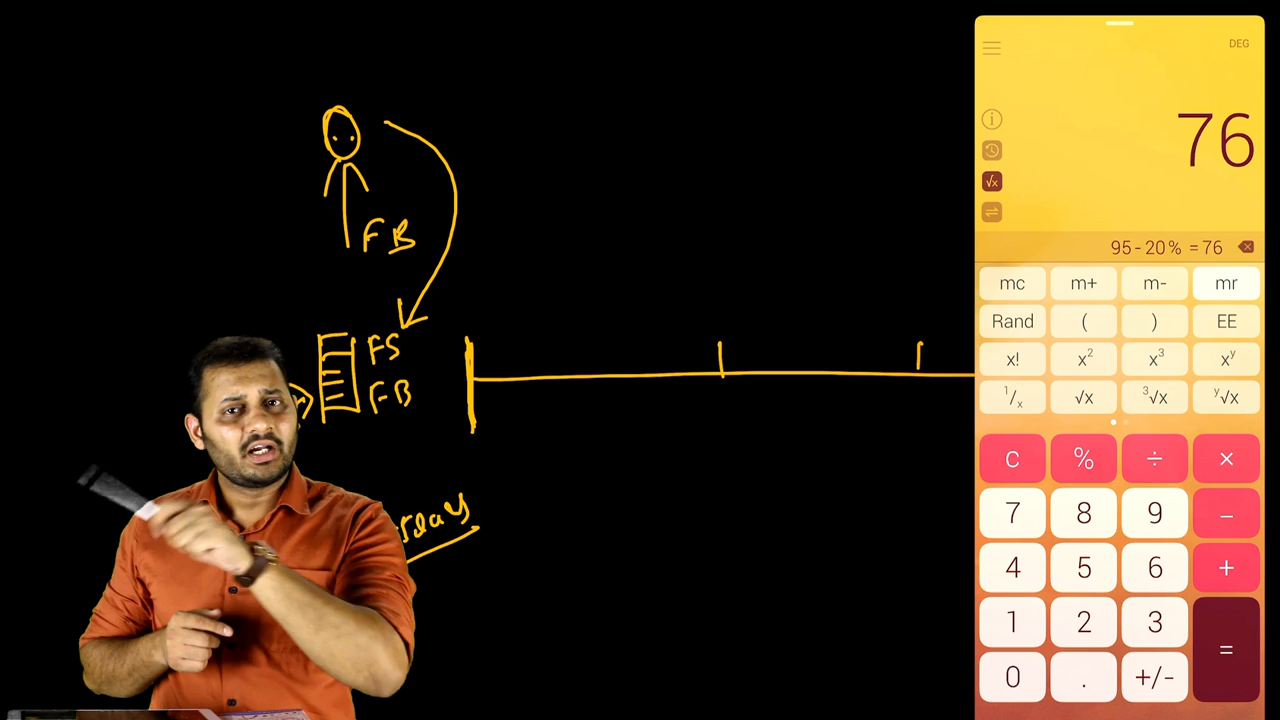 FB
FS
FB
DEG
76
95-20% =76
mc m+ m- mr
Rand ( ) EE
x! x² x³ xʸ
¹/ₓ √x ³√x ʸ√x
C % ÷ ×
7 8 9 −
4 5 6 +
1 2 3
0 . +/- =
i
√x